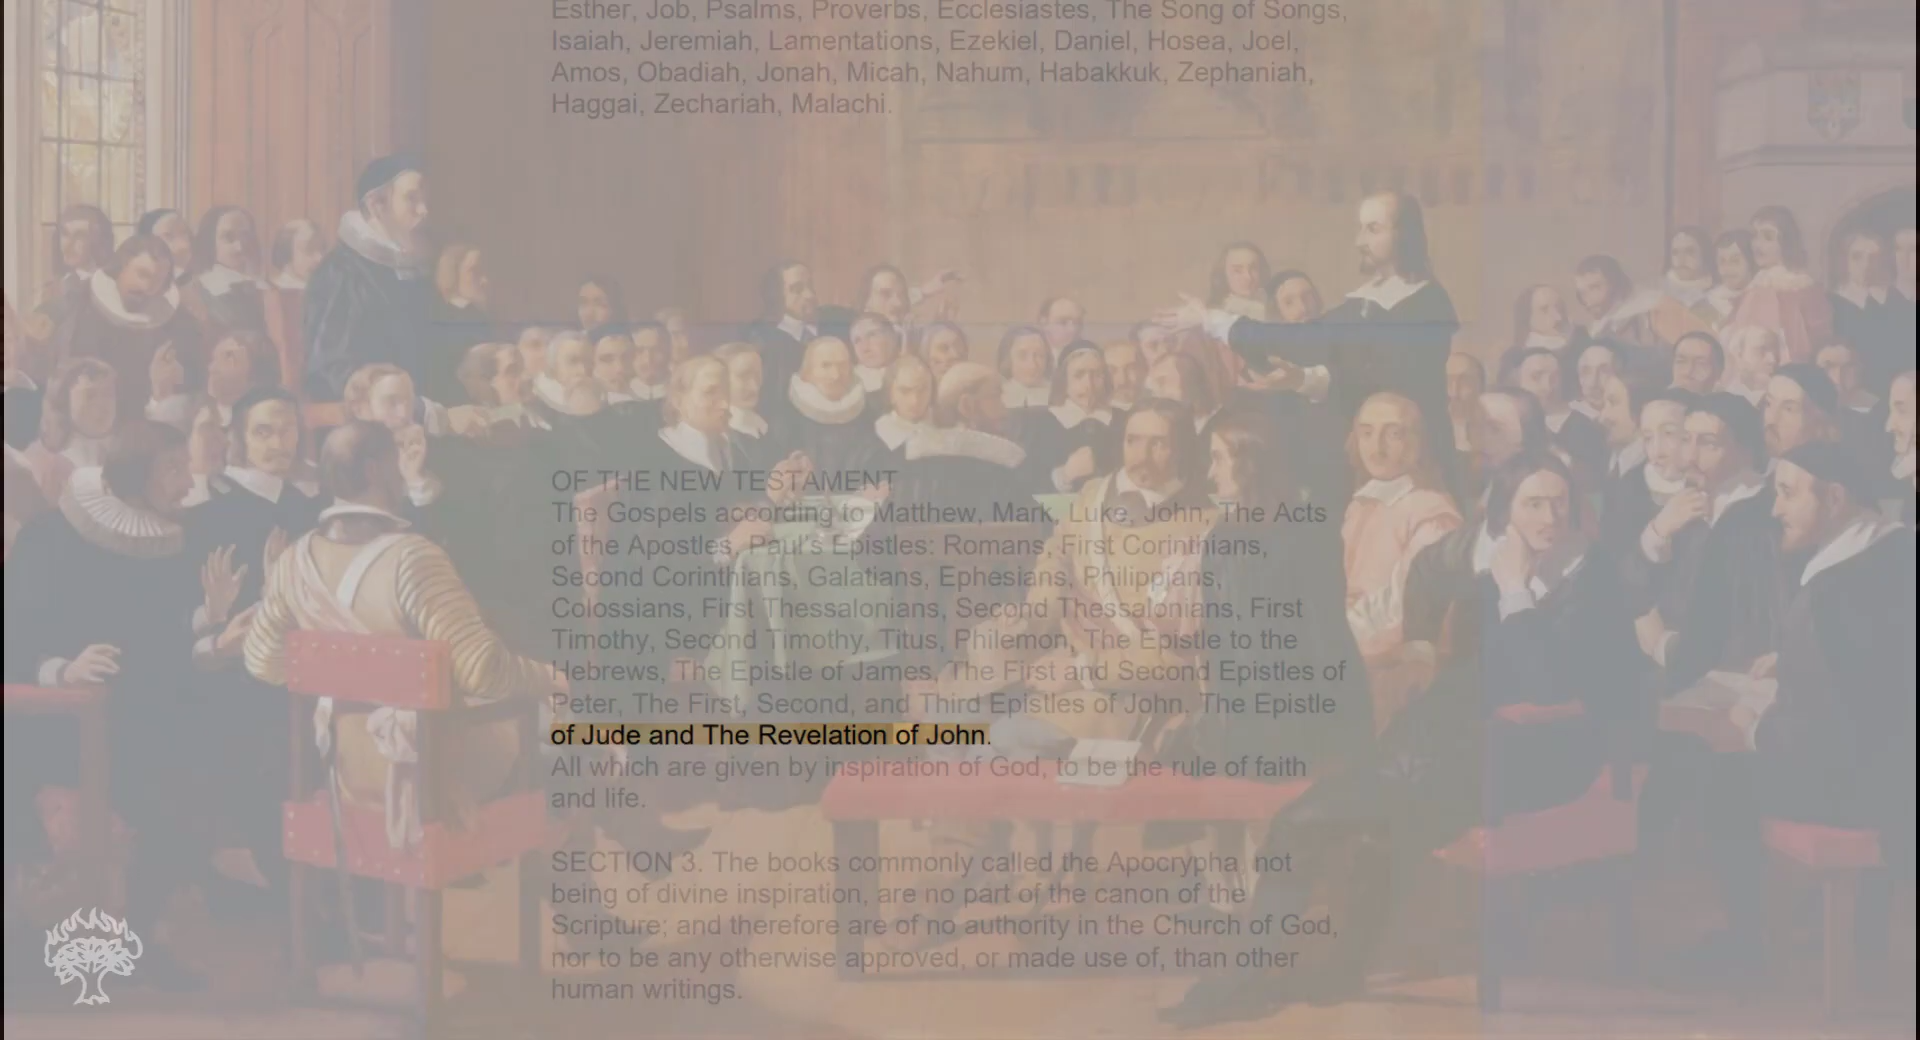 Esther, Job, Psalms, Proverbs, Ecclesiastes, The Song of Songs,
Isaiah, Jeremiah, Lamentations, Ezekiel, Daniel, Hosea, Joel,
Amos, Obadiah, Jonah, Micah, Nahum, Habakkuk, Zephaniah,
Haggai, Zechariah, Malachi.
OF THE NEW TESTAMENT
The Gospels according to Matthew, Mark, Luke, John, The Acts
of the Apostles, Paul's Epistles: Romans, First Corinthians,
Second Corinthians, Galatians, Ephesians, Philippians,
Colossians, First Thessalonians, Second Thessalonians, First
Timothy, Second Timothy, Titus, Philemon, The Epistle to the
Hebrews, The Epistle of James, The First and Second Epistles of
Peter, The First, Second, and Third Epistles of John. The Epistle
of Jude and The Revelation of John.
All which are given by inspiration of God, to be the rule of faith
and life.
SECTION 3. The books commonly called the Apocrypha, not
being of divine inspiration, are no part of the canon of the
Scripture; and therefore are of no authority in the Church of God,
nor to be any otherwise approved, or made use of, than other
human writings.